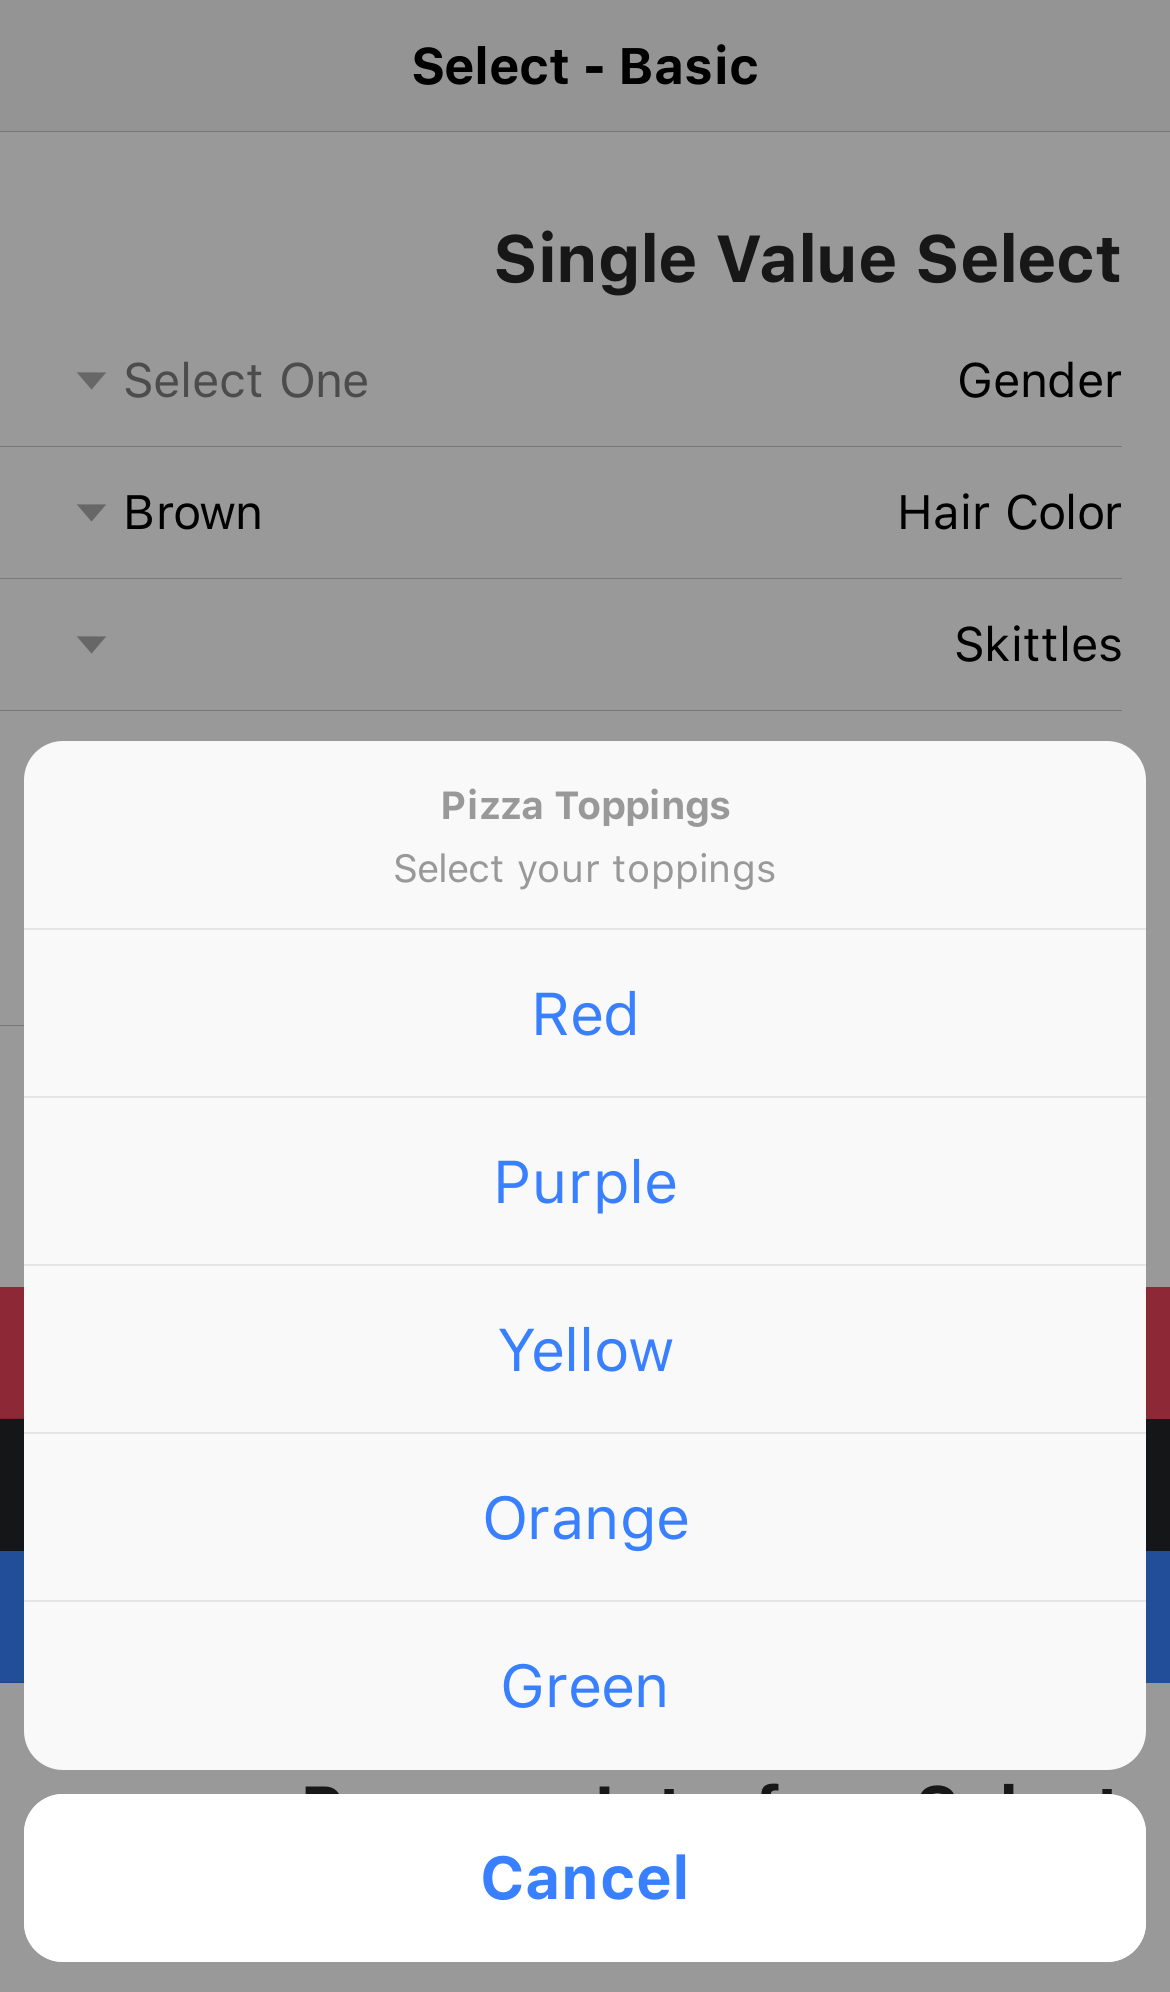 Select - Basic
Single Value Select
Gender
Select One
Hair Color
Brown
Skittles
Pizza Toppings
Select your toppings
Red
Purple
Yellow
Orange
Green
Cancel